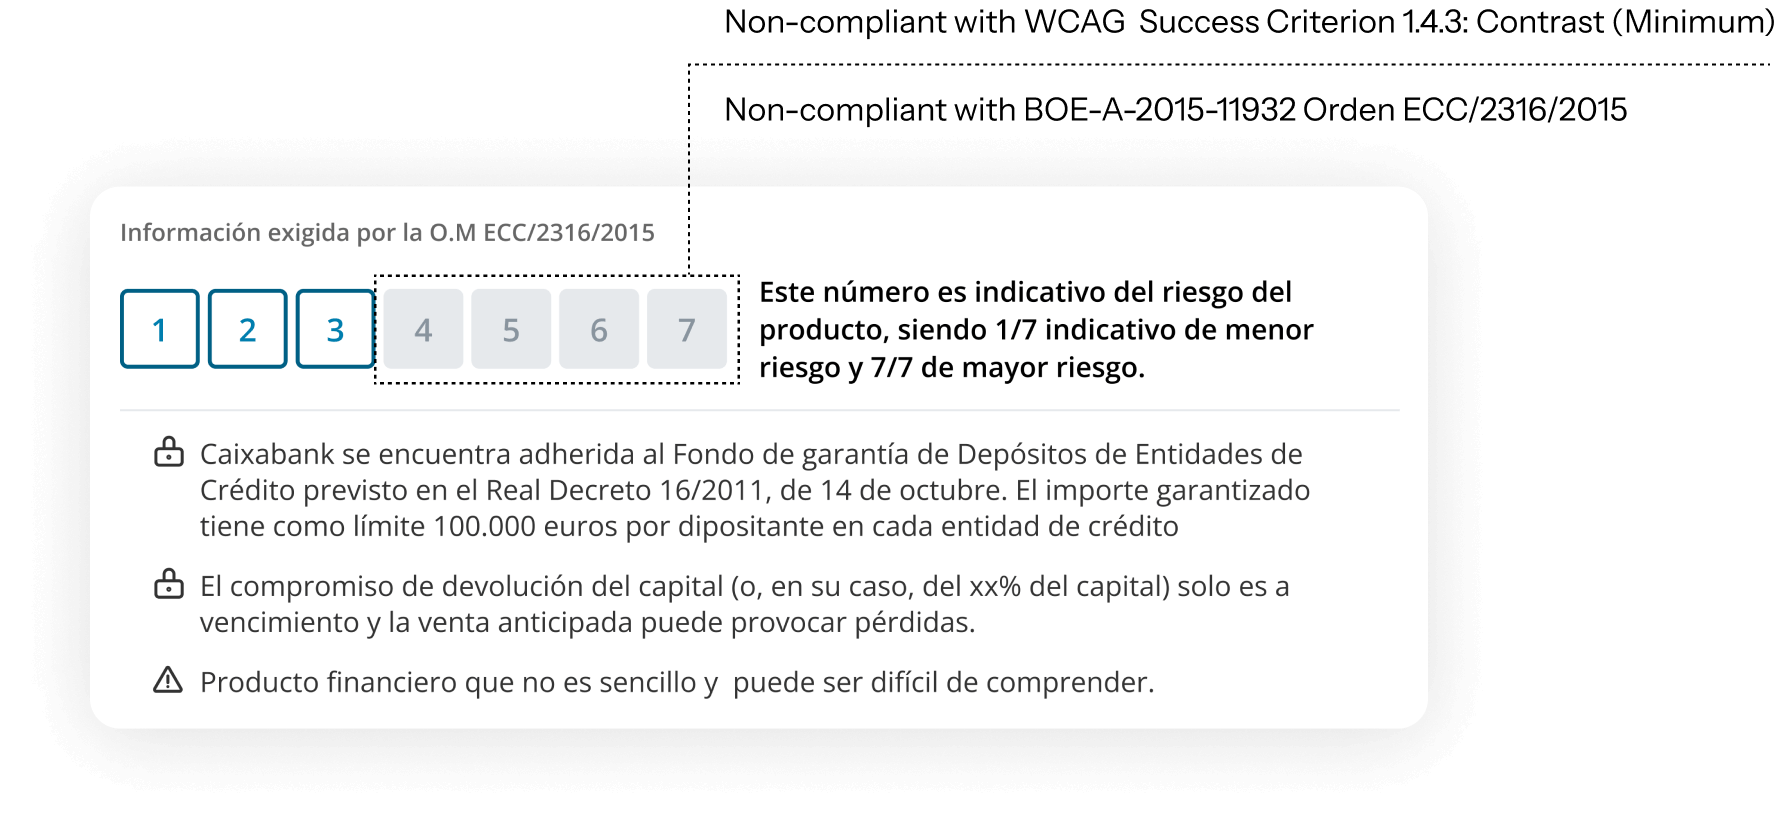 Non-compliant with WCAG Success Criterion 1.4.3: Contrast (Minimum)
Non-compliant with BOE-A-2015-11932 Orden ECC/2316/2015
Información exigida por la O.M ECC/2316/2015
1 2 3 4 5 6 7
Este número es indicativo del riesgo del
producto, siendo 1/7 indicativo de menor
riesgo y 7/7 de mayor riesgo.
Caixabank se encuentra adherida al Fondo de garantía de Depósitos de Entidades de
Crédito previsto en el Real Decreto 16/2011, de 14 de octubre. El importe garantizado
tiene como límite 100.000 euros por dipositante en cada entidad de crédito
El compromiso de devolución del capital (o, en su caso, del xx% del capital) solo es a
vencimiento y la venta anticipada puede provocar pérdidas.
Producto financiero que no es sencillo y puede ser difícil de comprender.